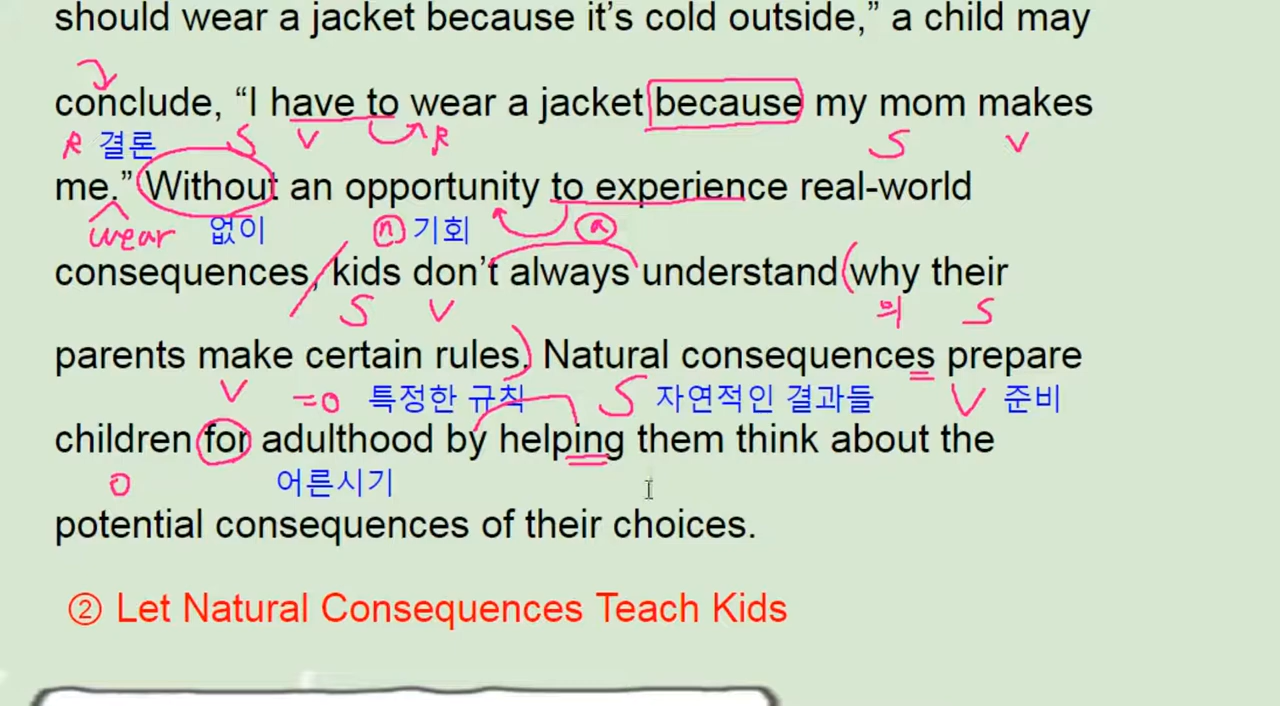 should wear a jacket because it's cold outside,” a child may
conclude, “I have to wear a jacket because my mom makes
R 결론 S V R S V
me.” Without an opportunity to experience real-world
wear 없이 n 기회 a
consequences, kids don't always understand (why their
S V 의 S
parents make certain rules.) Natural consequences prepare
V =O 특정한 규칙 S 자연적인 결과들 V 준비
children for adulthood by helping them think about the
O 어른시기
potential consequences of their choices.
② Let Natural Consequences Teach Kids